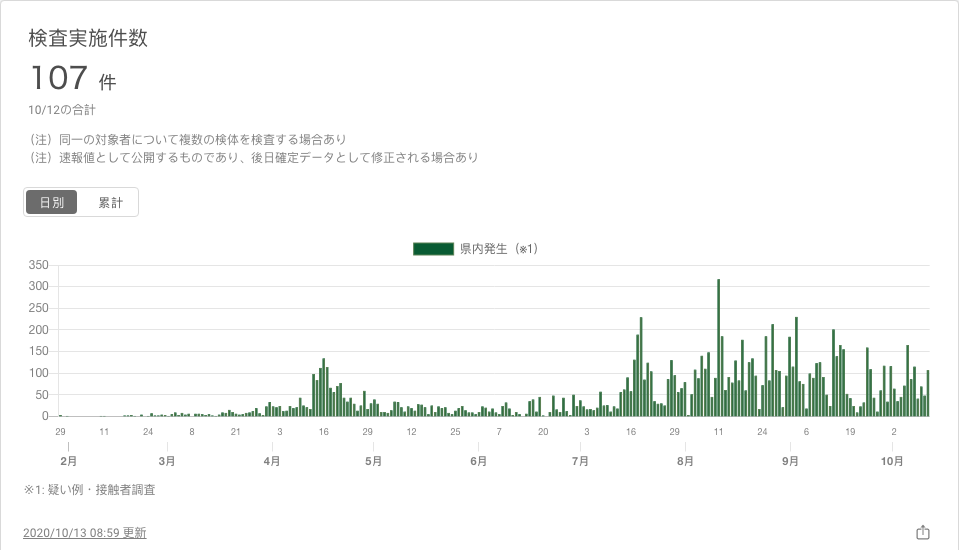 検査実施件数
107 件
10/12の合計
（注）同一の対象者について複数の検体を検査する場合あり
（注）速報値として公開するものであり、後日確定データとして修正される場合あり
日別 累計
県内発生（※1）
350
300
250
200
150
100
50
0
29 11 24 8 21 3 16 29 12 25 7 20 3 16 29 11 24 6 19 2
2月 3月 4月 5月 6月 7月 8月 9月 10月
※1: 疑い例・接触者調査
2020/10/13 08:59 更新